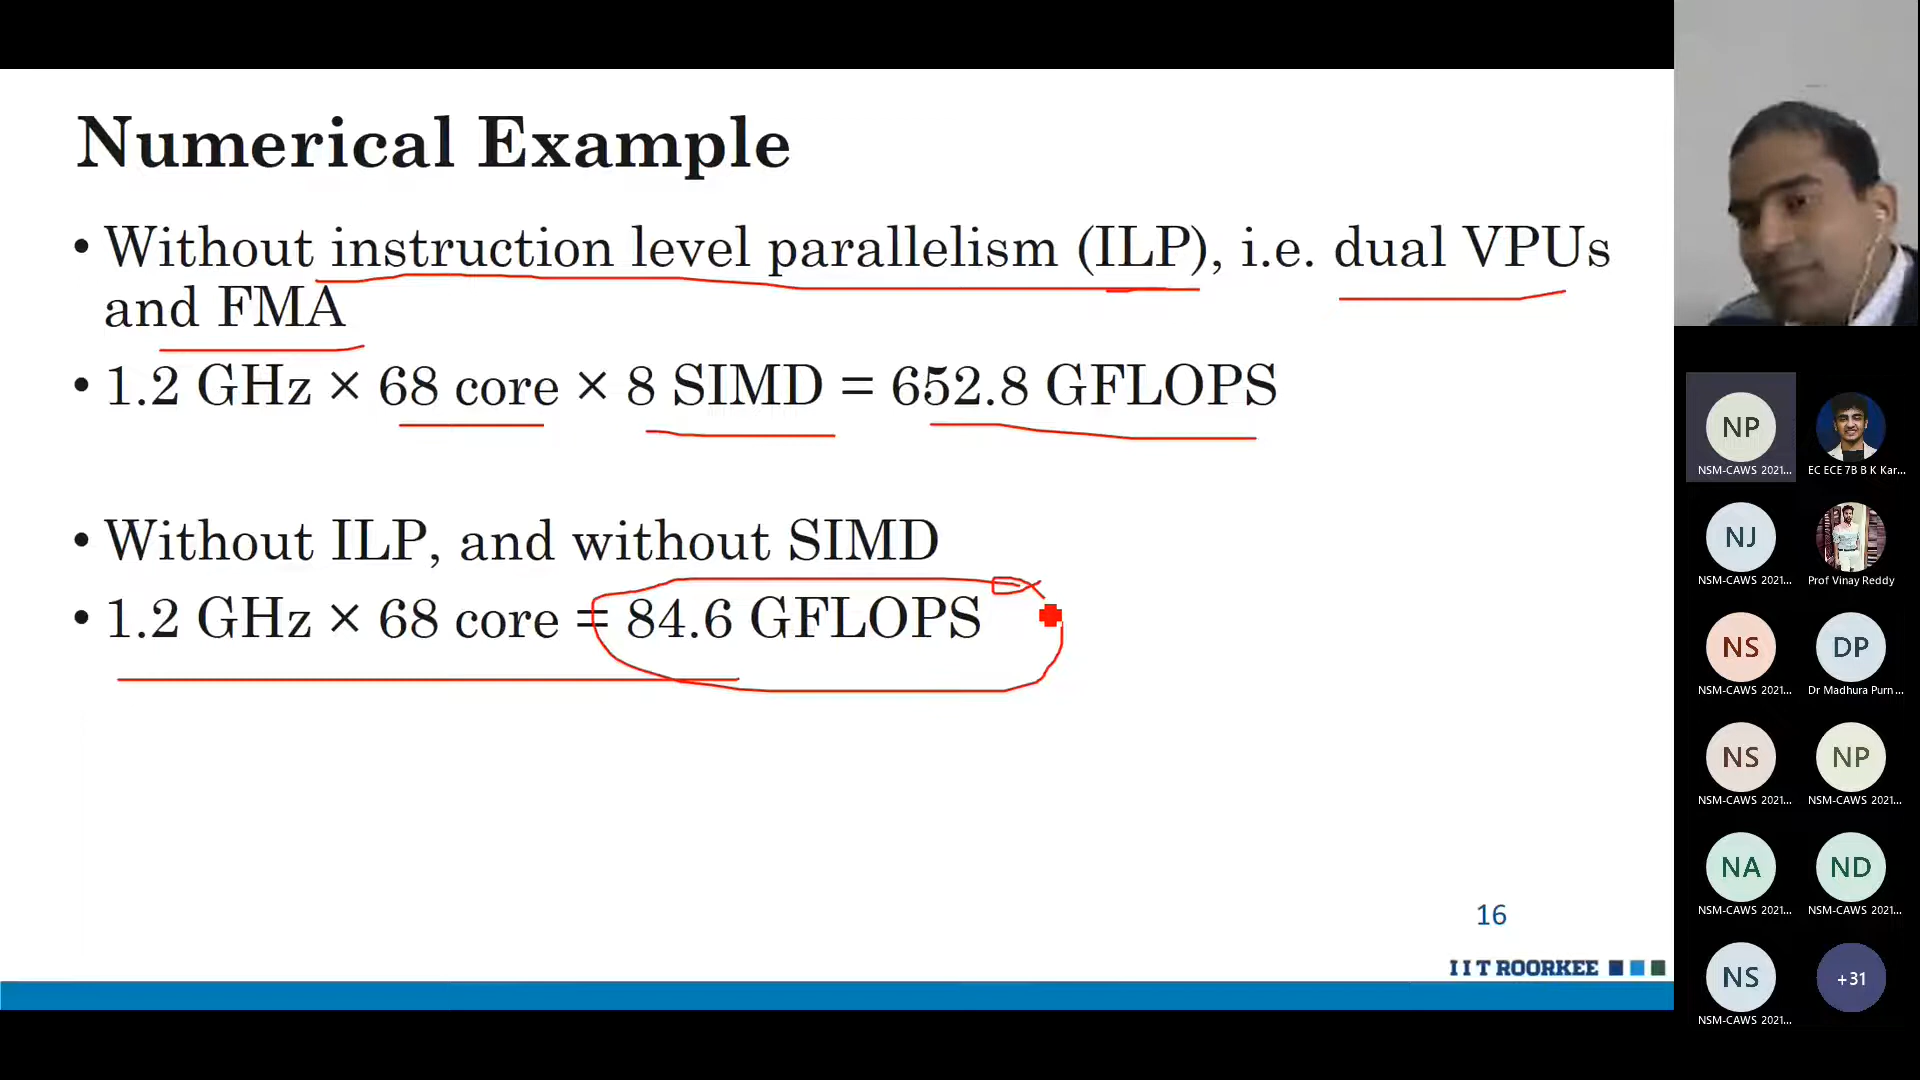 Numerical Example
• Without instruction level parallelism (ILP), i.e. dual VPUs
and FMA
• 1.2 GHz × 68 core × 8 SIMD = 652.8 GFLOPS
• Without ILP, and without SIMD
• 1.2 GHz × 68 core = 84.6 GFLOPS
16
IIT ROORKEE
NP
NSM-CAWS 2021...
EC ECE 7B B K Kar...
NJ
NSM-CAWS 2021...
Prof Vinay Reddy
NS
NSM-CAWS 2021...
DP
Dr Madhura Purn...
NS
NSM-CAWS 2021...
NP
NSM-CAWS 2021...
NA
NSM-CAWS 2021...
ND
NSM-CAWS 2021...
NS
NSM-CAWS 2021...
+31